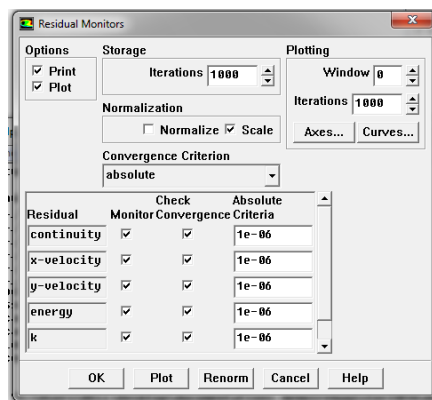 Residual Monitors
Options
Print
Plot
Storage
Iterations 1000
Normalization
Normalize Scale
Convergence Criterion
absolute
Plotting
Window 0
Iterations 1000
Axes... Curves...
Check Absolute
Residual Monitor Convergence Criteria
continuity 1e-06
x-velocity 1e-06
y-velocity 1e-06
energy 1e-06
k 1e-06
OK Plot Renorm Cancel Help